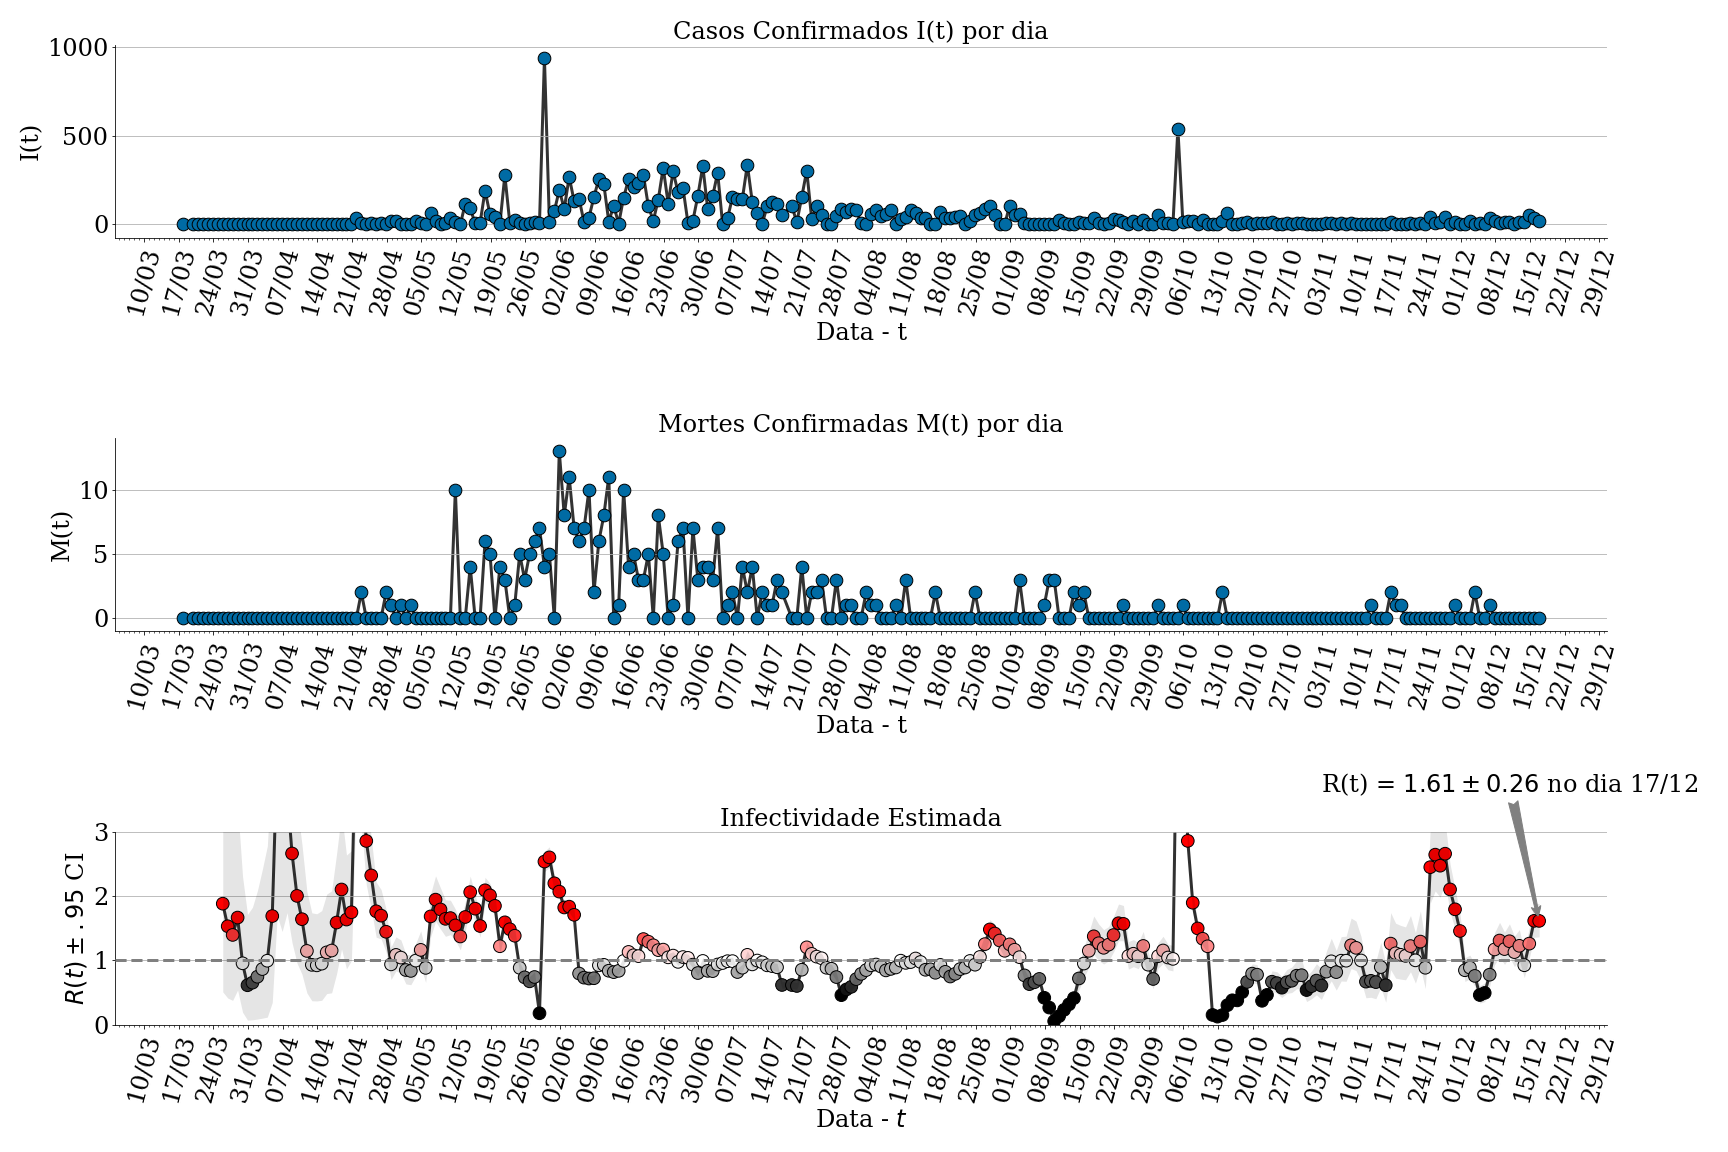 Casos Confirmados I(t) por dia
I(t)
1000
500
0
10/03 17/03 24/03 31/03 07/04 14/04 21/04 28/04 05/05 12/05 19/05 26/05 02/06 09/06 16/06 23/06 30/06 07/07 14/07 21/07 28/07 04/08 11/08 18/08 25/08 01/09 08/09 15/09 22/09 29/09 06/10 13/10 20/10 27/10 03/11 10/11 17/11 24/11 01/12 08/12 15/12 22/12 29/12
Data - t
Mortes Confirmadas M(t) por dia
M(t)
10
5
0
10/03 17/03 24/03 31/03 07/04 14/04 21/04 28/04 05/05 12/05 19/05 26/05 02/06 09/06 16/06 23/06 30/06 07/07 14/07 21/07 28/07 04/08 11/08 18/08 25/08 01/09 08/09 15/09 22/09 29/09 06/10 13/10 20/10 27/10 03/11 10/11 17/11 24/11 01/12 08/12 15/12 22/12 29/12
Data - t
R(t) = 1.61 ± 0.26 no dia 17/12
Infectividade Estimada
R(t) ± .95 CI
3
2
1
0
10/03 17/03 24/03 31/03 07/04 14/04 21/04 28/04 05/05 12/05 19/05 26/05 02/06 09/06 16/06 23/06 30/06 07/07 14/07 21/07 28/07 04/08 11/08 18/08 25/08 01/09 08/09 15/09 22/09 29/09 06/10 13/10 20/10 27/10 03/11 10/11 17/11 24/11 01/12 08/12 15/12 22/12 29/12
Data - t